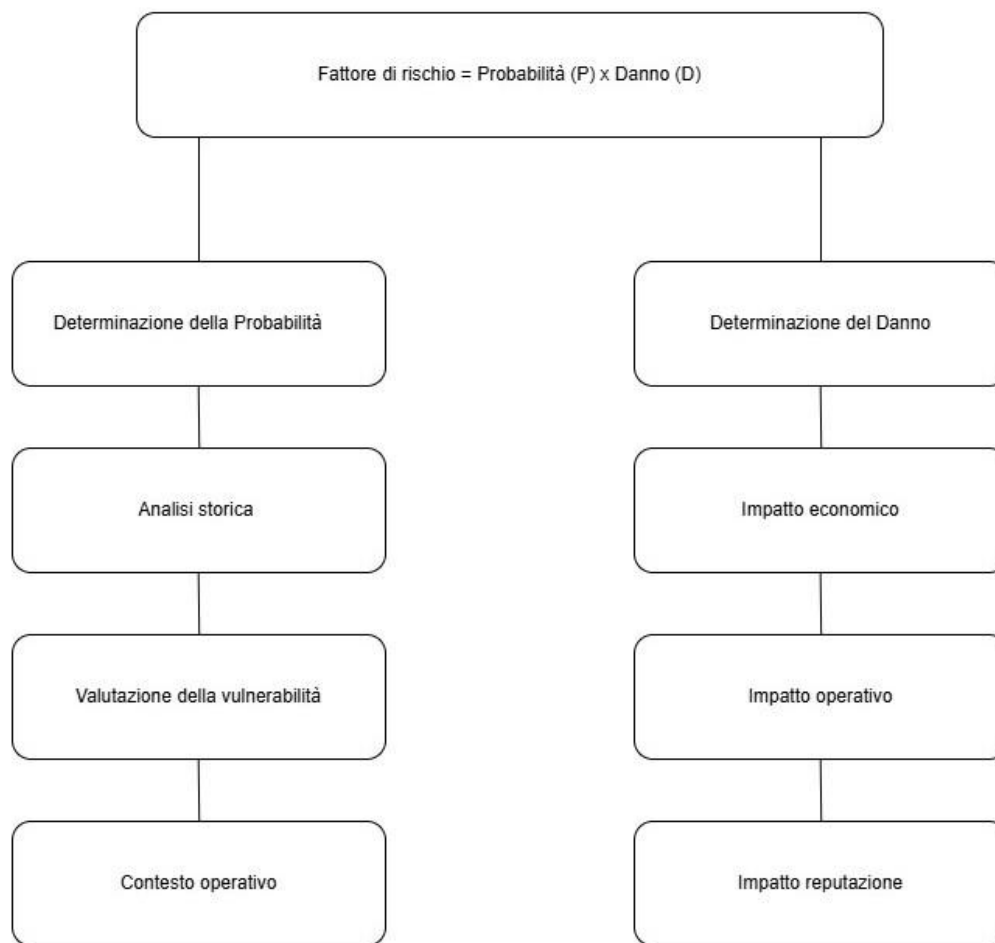 Fattore di rischio = Probabilità (P) x Danno (D)
Determinazione della Probabilità
Determinazione del Danno
Analisi storica
Impatto economico
Valutazione della vulnerabilità
Impatto operativo
Contesto operativo
Impatto reputazione